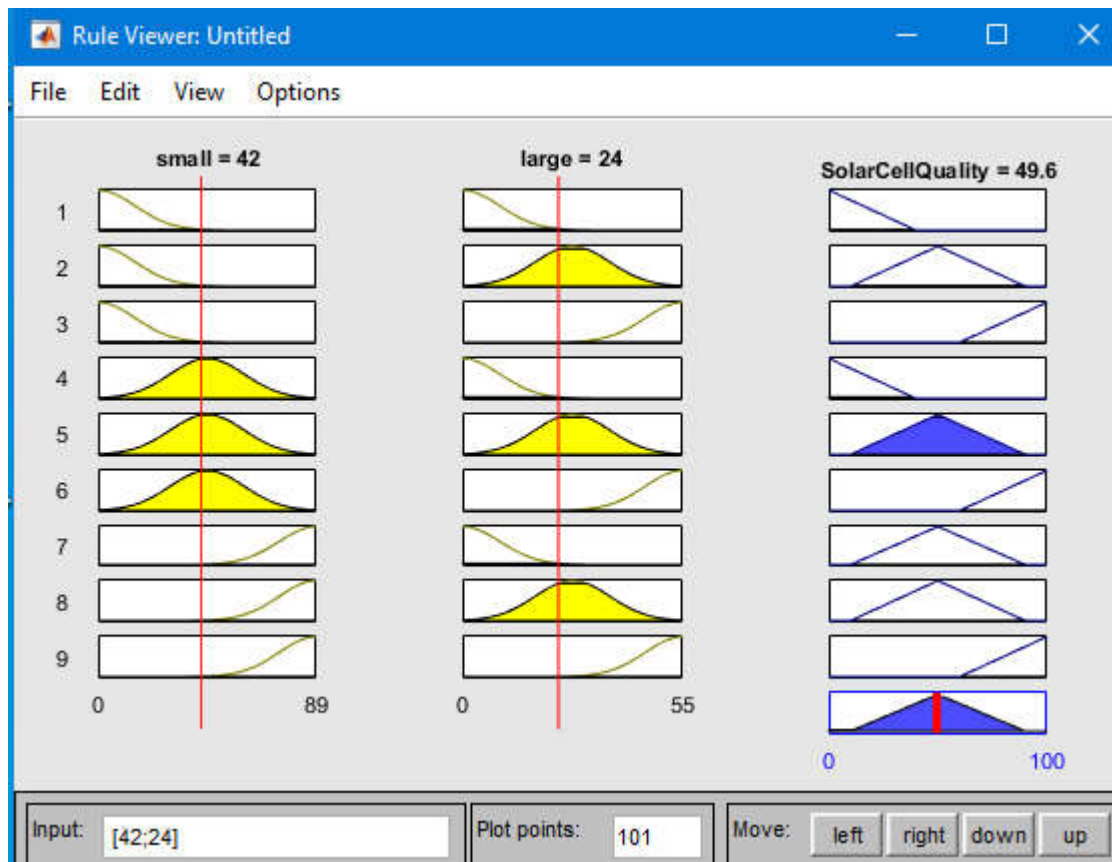 Rule Viewer: Untitled
File Edit View Options
small = 42 large = 24 SolarCellQuality = 49.6
1
2
3
4
5
6
7
8
9
0 89 0 55
0 100
Input: [42;24] Plot points: 101 Move: left right down up